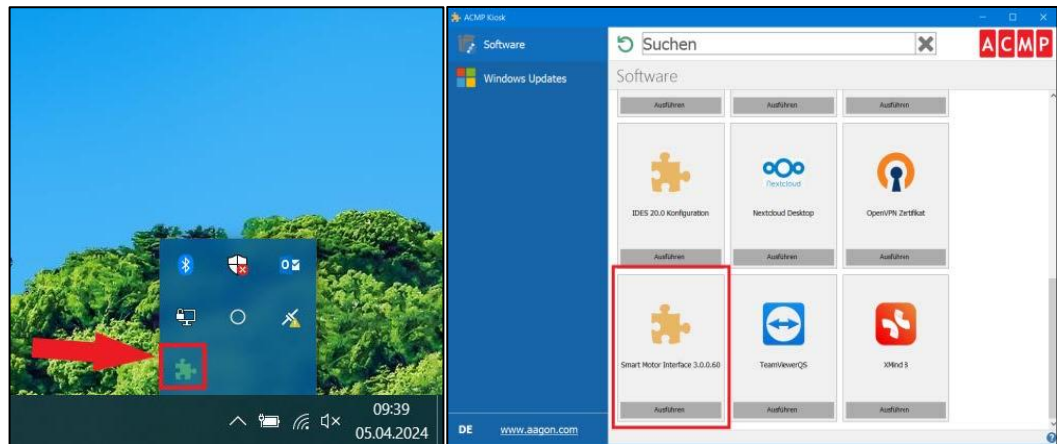 09:39
05.04.2024
ACMP Kiosk
Software
Windows Updates
Suchen
ACMP
Software
Ausführen
Ausführen
Ausführen
IDES 20.0 Konfiguration
nextcloud
Nextcloud Desktop
OpenVPN Zertifikat
Ausführen
Ausführen
Ausführen
Smart Motor Interface 3.0.0.60
TeamViewerQS
XMind 8
Ausführen
Ausführen
Ausführen
DE www.aagon.com